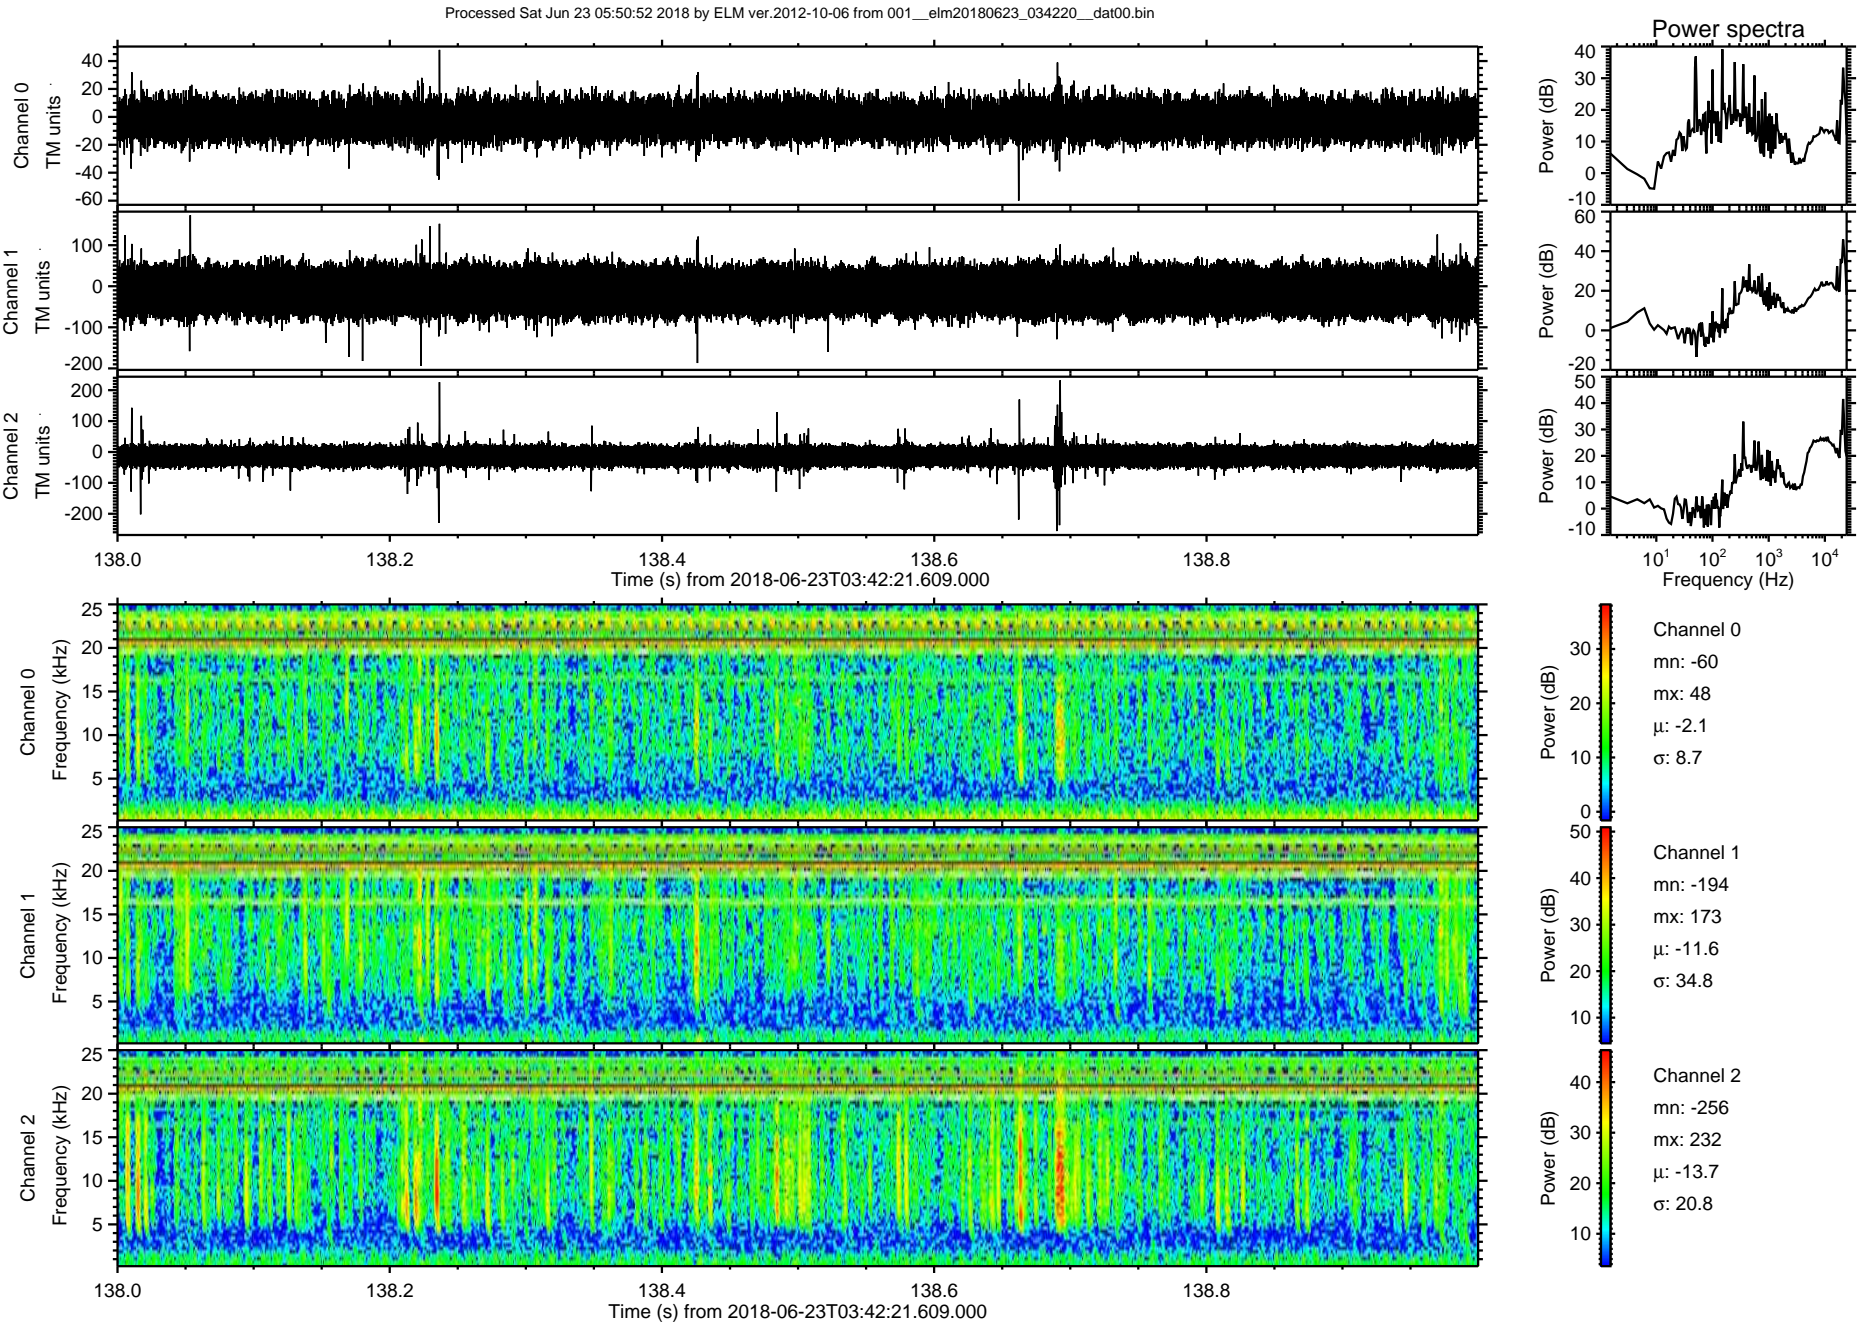 Processed Sat Jun 23 05:50:52 2018 by ELM ver.2012-10-06 from 001__elm20180623_034220__dat00.bin
Power spectra
Channel 0
TM units
40
20
0
-20
-40
-60
Power (dB)
40
30
20
10
0
-10
Channel 1
TM units
100
0
-100
-200
Power (dB)
60
40
20
0
-20
Channel 2
TM units
200
100
0
-100
-200
Power (dB)
50
40
30
20
10
0
-10
138.0 138.2 138.4 138.6 138.8
Time (s) from 2018-06-23T03:42:21.609.000
10^1 10^2 10^3 10^4
Frequency (Hz)
Channel 0
Frequency (kHz)
25
20
15
10
5
Power (dB)
30
20
10
0
Channel 0
mn: -60
mx: 48
μ: -2.1
σ: 8.7
Channel 1
Frequency (kHz)
25
20
15
10
5
Power (dB)
50
40
30
20
10
Channel 1
mn: -194
mx: 173
μ: -11.6
σ: 34.8
Channel 2
Frequency (kHz)
25
20
15
10
5
Power (dB)
40
30
20
10
Channel 2
mn: -256
mx: 232
μ: -13.7
σ: 20.8
138.0 138.2 138.4 138.6 138.8
Time (s) from 2018-06-23T03:42:21.609.000